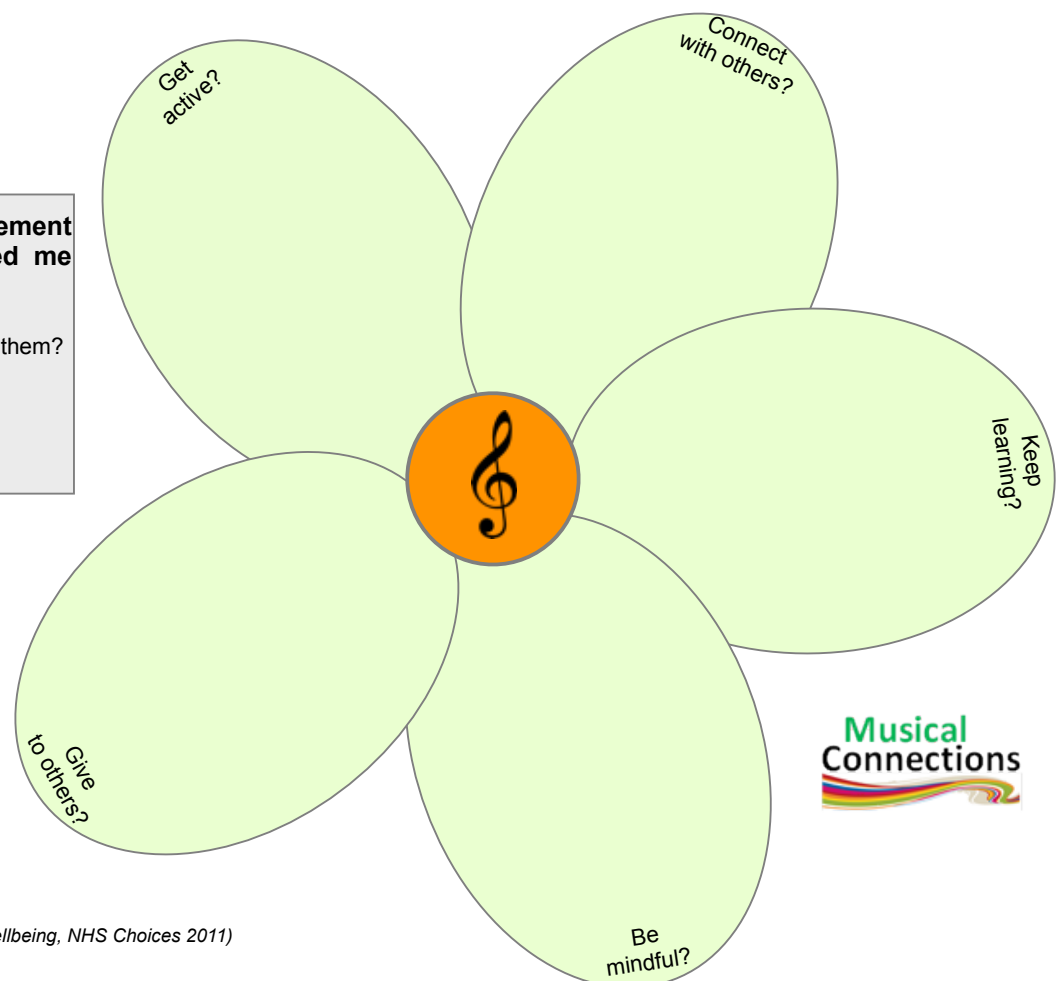 Get
active?
Connect
with others?
ement
ed me
them?
Keep
learning?
Give
to others?
Be
mindful?
Musical
Connections
ellbeing, NHS Choices 2011)